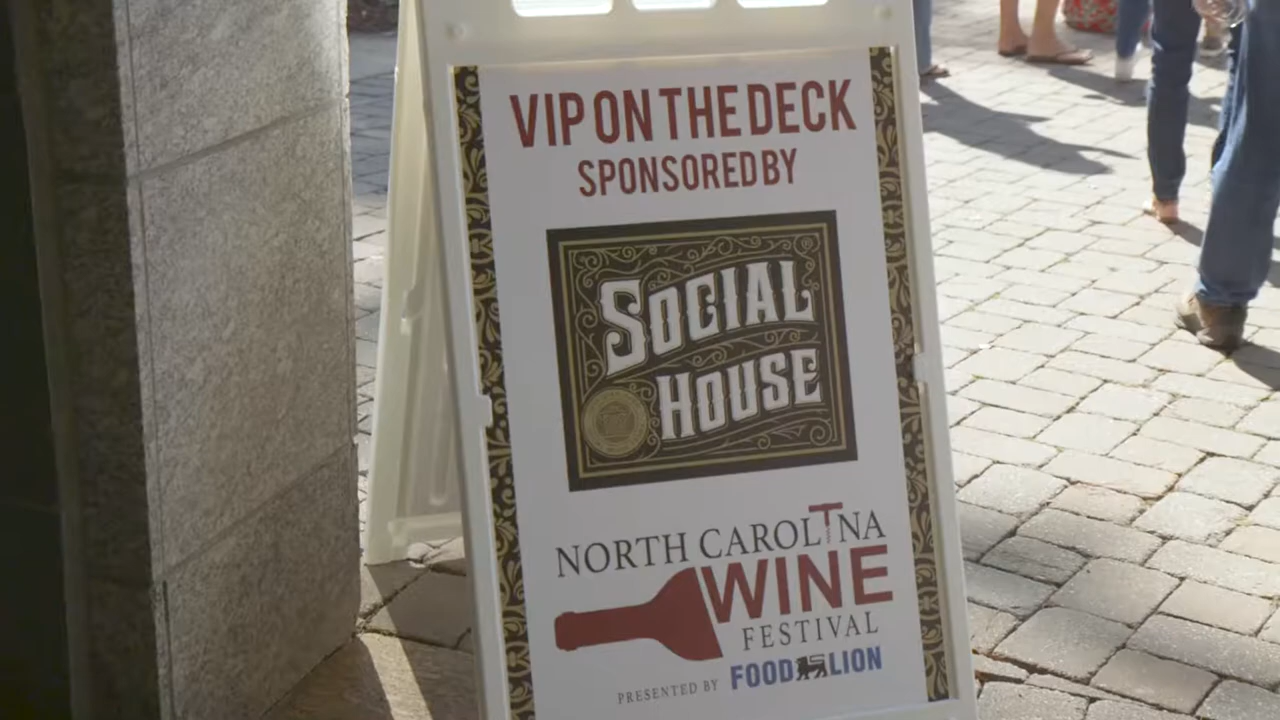 VIP ON THE DECK
SPONSORED BY
SOCIAL
HOUSE
NORTH CAROLINA
WINE
FESTIVAL
PRESENTED BY FOOD LION